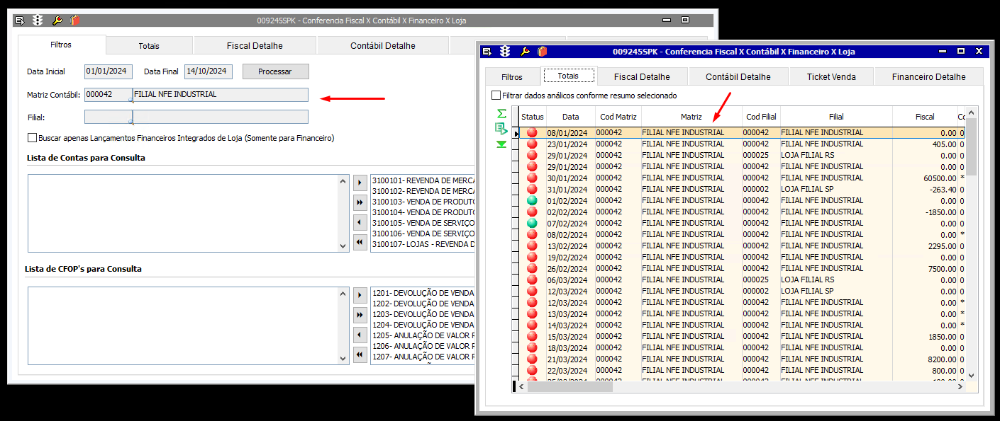 009245SPK - Conferencia Fiscal X Contábil X Financeiro X Loja
Filtros Totais Fiscal Detalhe Contábil Detalhe
Data Inicial 01/01/2024 Data Final 14/10/2024 Processar
Matriz Contábil: 000042 FILIAL NFE INDUSTRIAL
Filial:
Buscar apenas Lançamentos Financeiros Integrados de Loja (Somente para Financeiro)
Lista de Contas para Consulta
3100101- REVENDA DE MERCA
3100102- REVENDA DE MERCA
3100103- VENDA DE PRODUTO
3100104- VENDA DE PRODUTO
3100105- VENDA DE SERVIÇO
3100106- VENDA DE SERVIÇO
3100107- LOJAS - REVENDA D
Lista de CFOP's para Consulta
1201- DEVOLUÇÃO DE VENDA
1202- DEVOLUÇÃO DE VENDA
1203- DEVOLUÇÃO DE VENDA
1204- DEVOLUÇÃO DE VENDA
1205- ANULAÇÃO DE VALOR R
1206- ANULAÇÃO DE VALOR R
1207- ANULAÇÃO DE VALOR R
009245SPK - Conferencia Fiscal X Contábil X Financeiro X Loja
Filtros Totais Fiscal Detalhe Contábil Detalhe Ticket Venda Financeiro Detalhe
Filtrar dados análicos conforme resumo selecionado
Status Data Cod Matriz Matriz Cod Filial Filial Fiscal Co
08/01/2024 000042 FILIAL NFE INDUSTRIAL 000042 FILIAL NFE INDUSTRIAL 0.00 0
23/01/2024 000042 FILIAL NFE INDUSTRIAL 000042 FILIAL NFE INDUSTRIAL 405.00 0
29/01/2024 000042 FILIAL NFE INDUSTRIAL 000025 LOJA FILIAL RS 0.00 0
29/01/2024 000042 FILIAL NFE INDUSTRIAL 000042 FILIAL NFE INDUSTRIAL 0.00 0
30/01/2024 000042 FILIAL NFE INDUSTRIAL 000042 FILIAL NFE INDUSTRIAL 60500.00 *
31/01/2024 000042 FILIAL NFE INDUSTRIAL 000002 LOJA FILIAL SP -263.40 0
01/02/2024 000042 FILIAL NFE INDUSTRIAL 000042 FILIAL NFE INDUSTRIAL 0.00 0
02/02/2024 000042 FILIAL NFE INDUSTRIAL 000042 FILIAL NFE INDUSTRIAL -1850.00 0
07/02/2024 000042 FILIAL NFE INDUSTRIAL 000042 FILIAL NFE INDUSTRIAL 0.00 0
08/02/2024 000042 FILIAL NFE INDUSTRIAL 000042 FILIAL NFE INDUSTRIAL 0.00 *
13/02/2024 000042 FILIAL NFE INDUSTRIAL 000042 FILIAL NFE INDUSTRIAL 2295.00 0
19/02/2024 000042 FILIAL NFE INDUSTRIAL 000042 FILIAL NFE INDUSTRIAL 0.00 0
26/02/2024 000042 FILIAL NFE INDUSTRIAL 000042 FILIAL NFE INDUSTRIAL 7500.00 0
06/03/2024 000042 FILIAL NFE INDUSTRIAL 000025 LOJA FILIAL RS 0.00 0
12/03/2024 000042 FILIAL NFE INDUSTRIAL 000002 LOJA FILIAL SP 0.00 0
12/03/2024 000042 FILIAL NFE INDUSTRIAL 000042 FILIAL NFE INDUSTRIAL 0.00 *
13/03/2024 000042 FILIAL NFE INDUSTRIAL 000042 FILIAL NFE INDUSTRIAL 0.00 *
14/03/2024 000042 FILIAL NFE INDUSTRIAL 000042 FILIAL NFE INDUSTRIAL 0.00 *
15/03/2024 000042 FILIAL NFE INDUSTRIAL 000042 FILIAL NFE INDUSTRIAL 1850.00 0
18/03/2024 000042 FILIAL NFE INDUSTRIAL 000042 FILIAL NFE INDUSTRIAL 0.00 0
21/03/2024 000042 FILIAL NFE INDUSTRIAL 000042 FILIAL NFE INDUSTRIAL 8200.00 0
22/03/2024 000042 FILIAL NFE INDUSTRIAL 000042 FILIAL NFE INDUSTRIAL 800.00 0